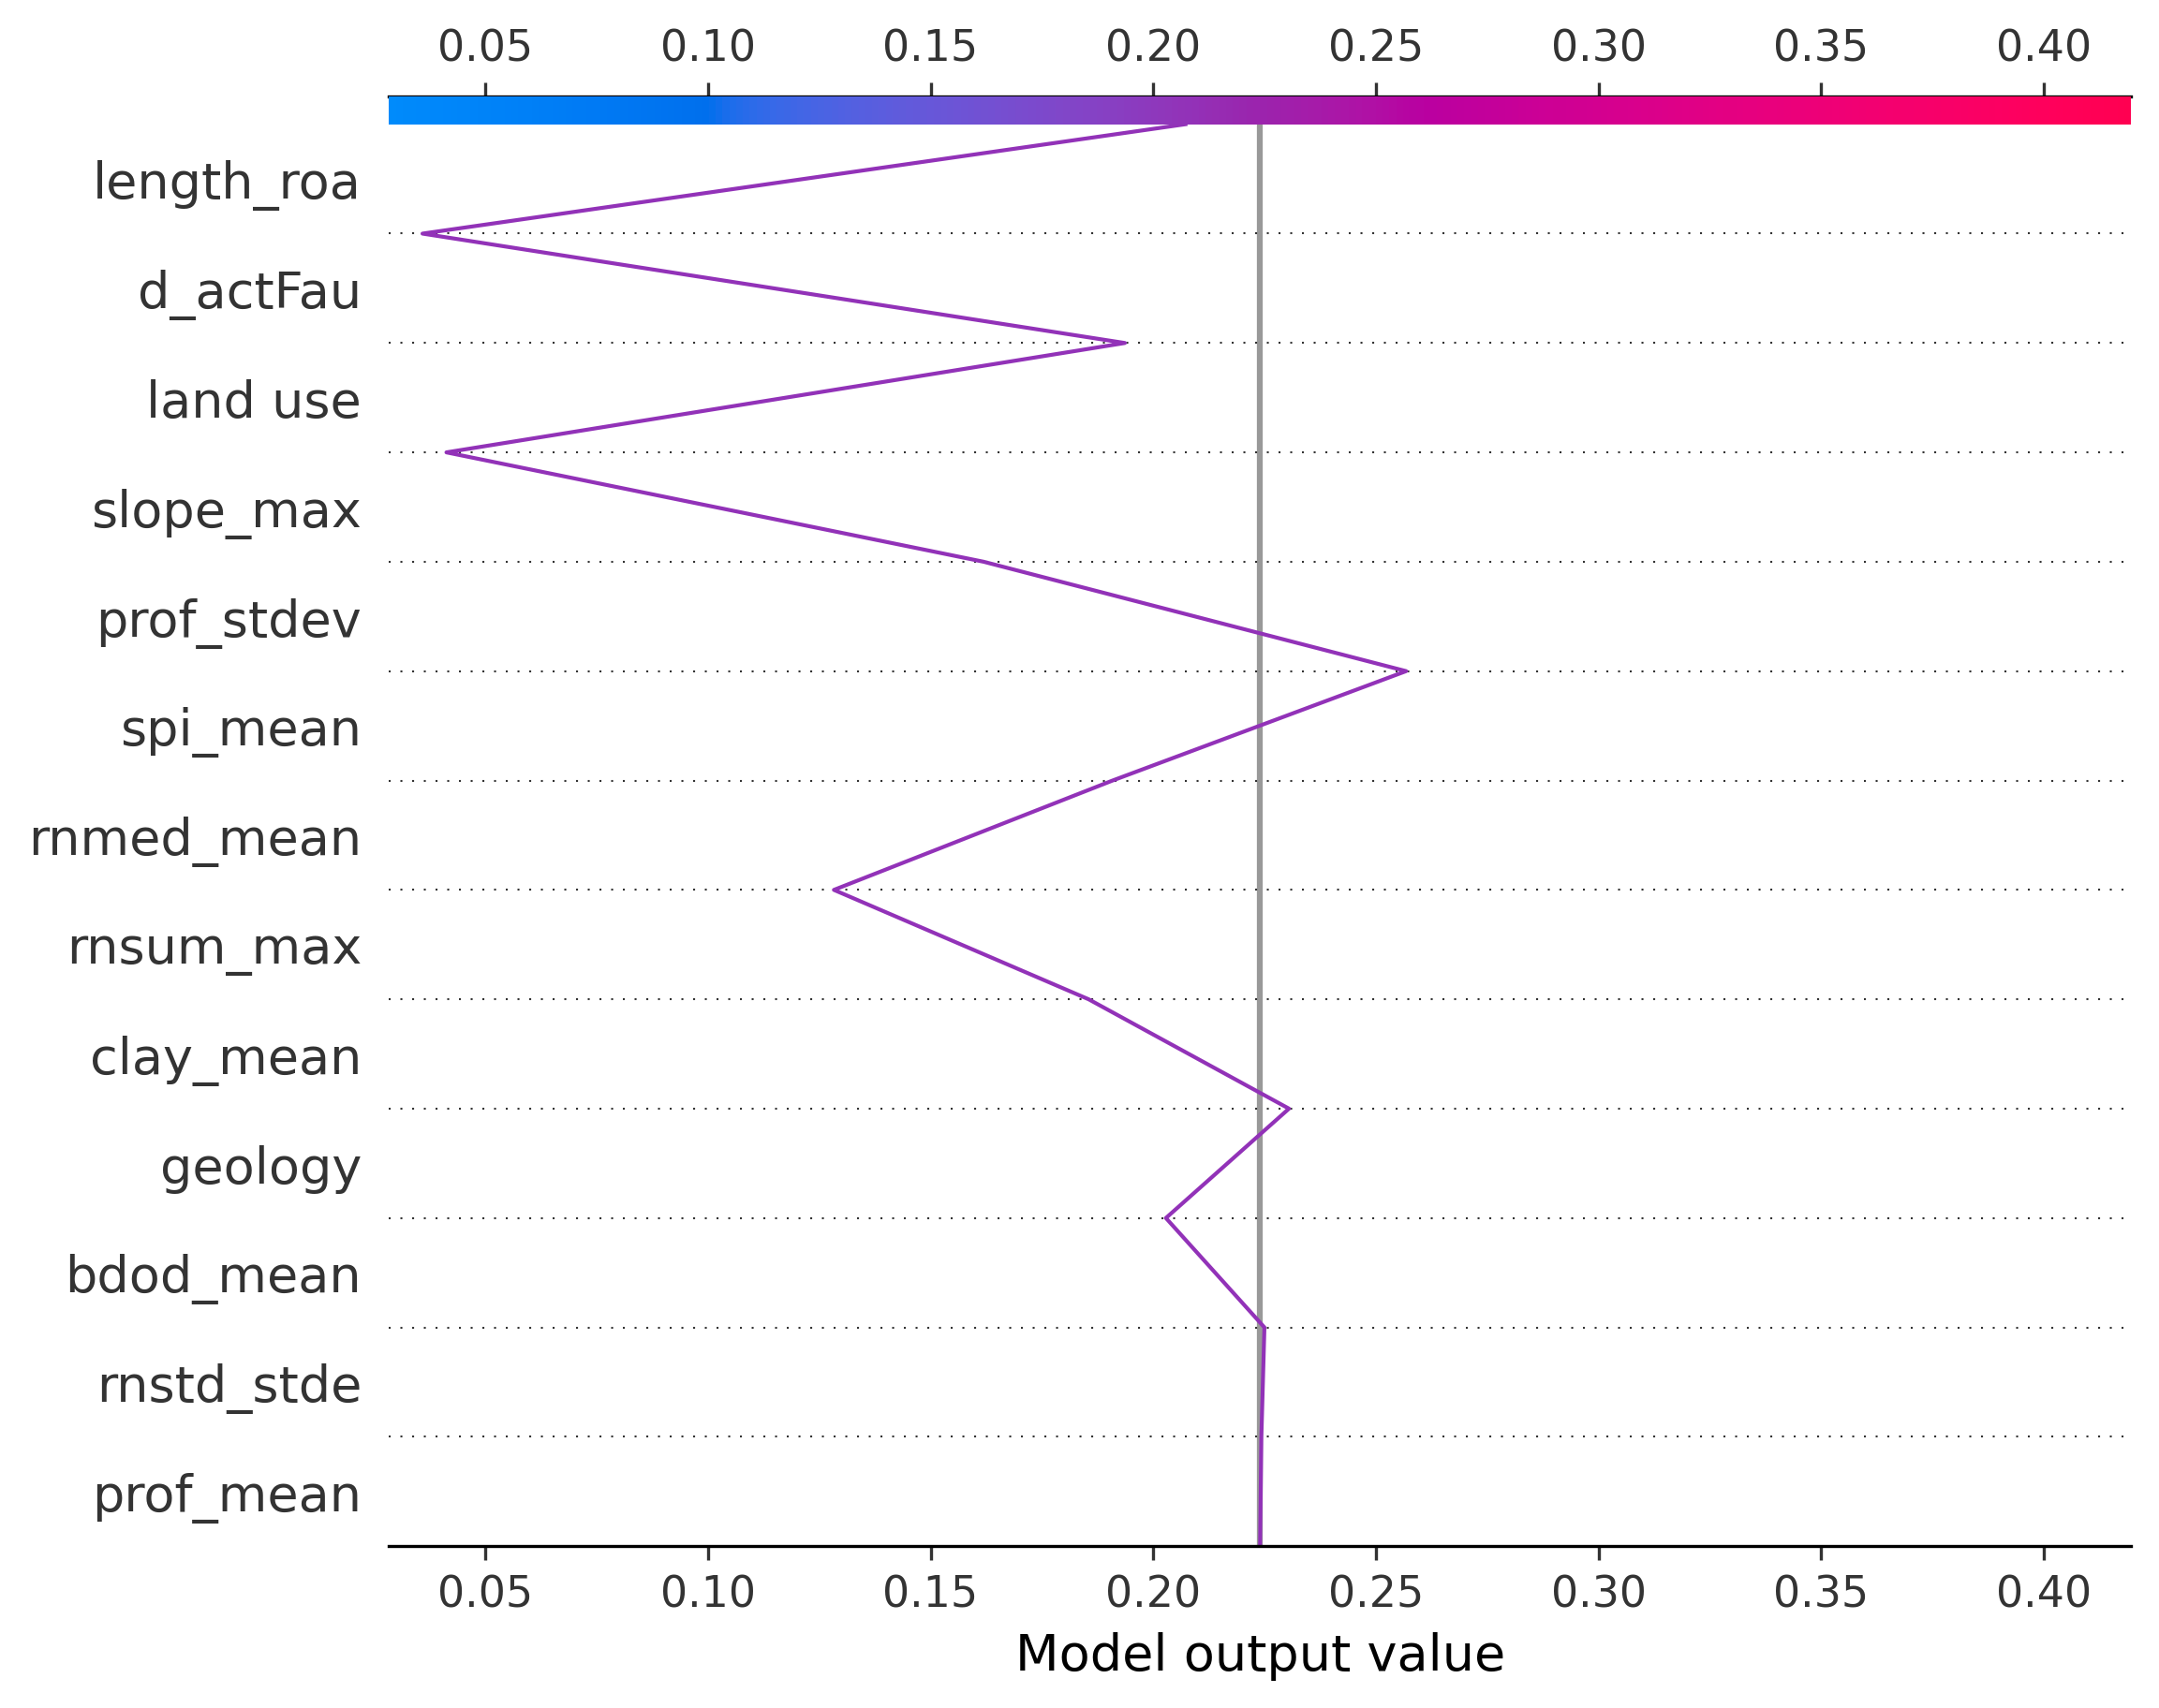 0.05 0.10 0.15 0.20 0.25 0.30 0.35 0.40
length_roa
d_actFau
land use
slope_max
prof_stdev
spi_mean
rnmed_mean
rnsum_max
clay_mean
geology
bdod_mean
rnstd_stde
prof_mean
0.05 0.10 0.15 0.20 0.25 0.30 0.35 0.40
Model output value